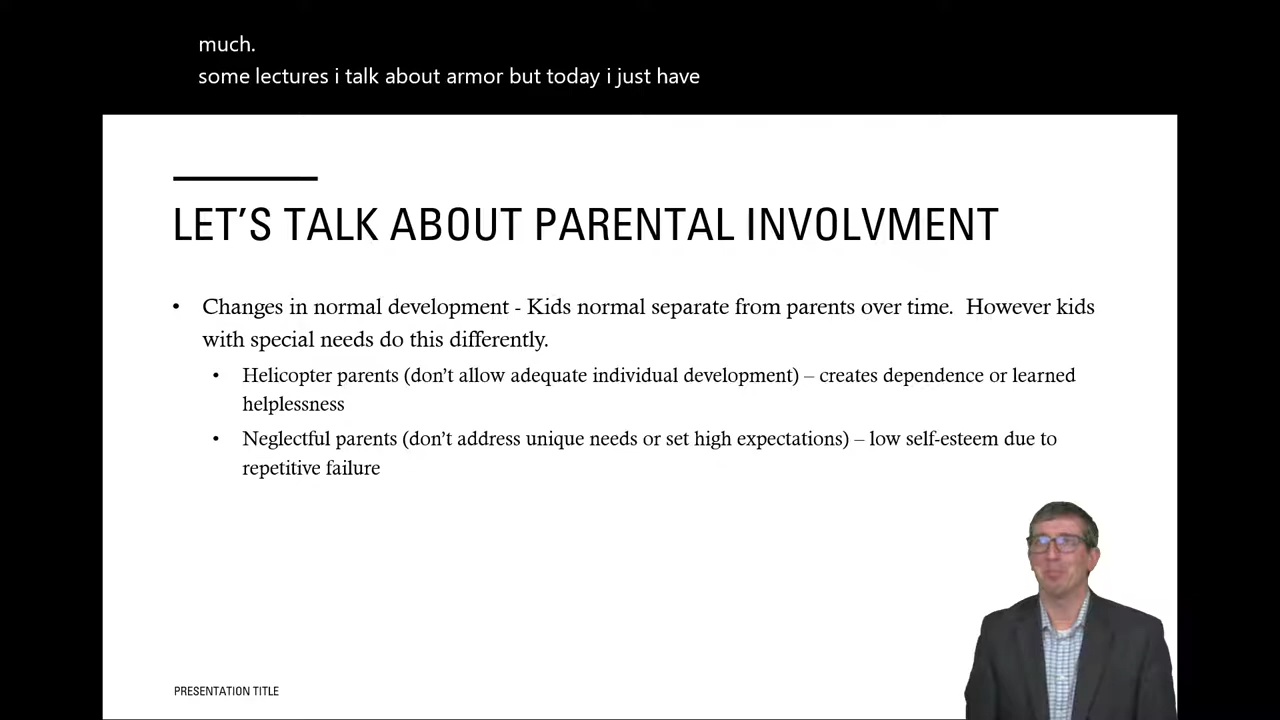 much.
some lectures i talk about armor but today i just have
LET’S TALK ABOUT PARENTAL INVOLVMENT
• Changes in normal development - Kids normal separate from parents over time. However kids
with special needs do this differently.
• Helicopter parents (don’t allow adequate individual development) – creates dependence or learned
helplessness
• Neglectful parents (don’t address unique needs or set high expectations) – low self-esteem due to
repetitive failure
PRESENTATION TITLE